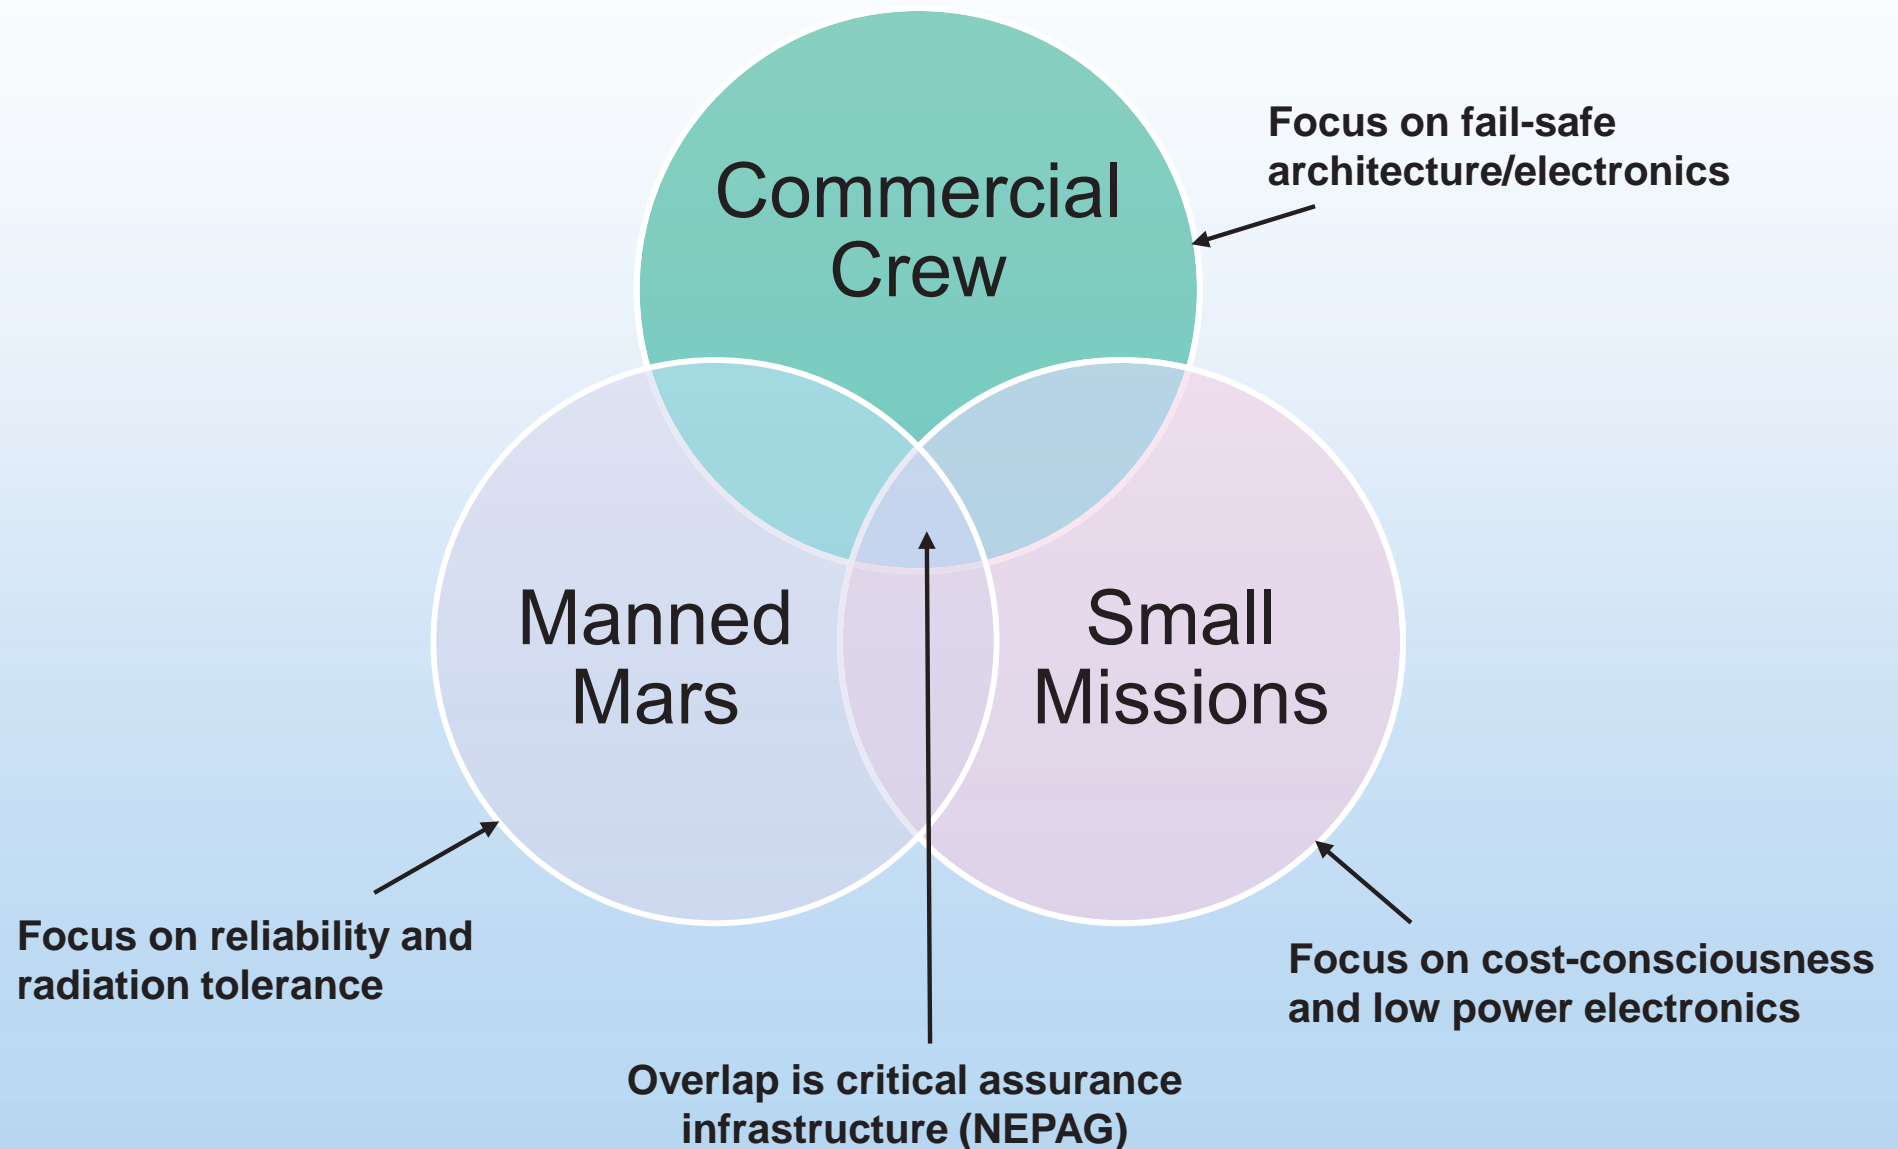 Commercial
Crew
Focus on fail-safe
architecture/electronics
Manned
Mars
Small
Missions
Focus on reliability and
radiation tolerance
Focus on cost-consciousness
and low power electronics
Overlap is critical assurance
infrastructure (NEPAG)